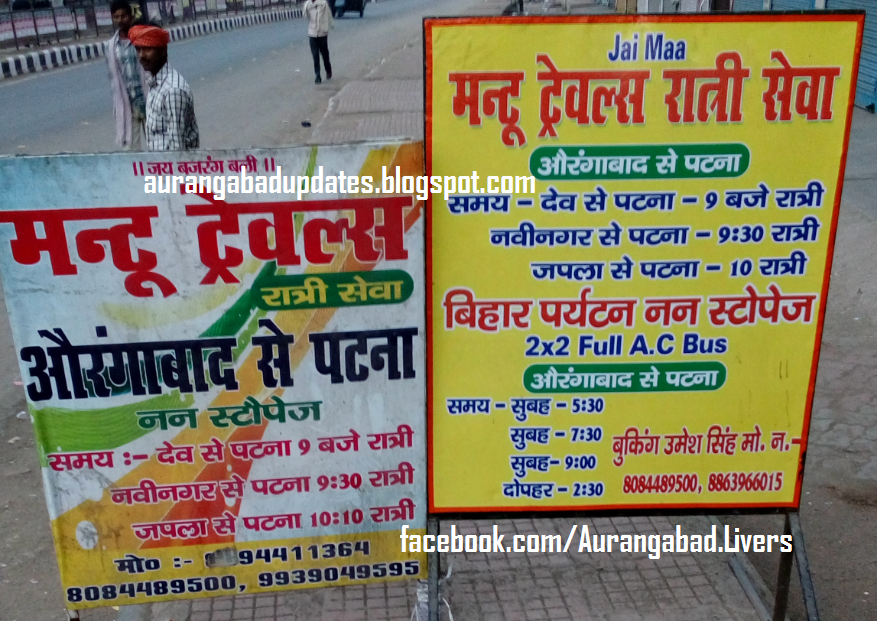 ।। जय बजरंग बली ।।
aurangabadupdates.blogspot.com
मन्टू ट्रेवल्स
रात्री सेवा
औरंगाबाद से पटना
नन स्टौपेज
समय :- देव से पटना 9 बजे रात्री
नवीनगर से पटना 9:30 रात्री
जपला से पटना 10:10 रात्री
मो० :- 94411364
8084489500, 9939049595
Jai Maa
मन्टू ट्रेवल्स रात्री सेवा
औरंगाबाद से पटना
समय - देव से पटना - 9 बजे रात्री
नवीनगर से पटना - 9:30 रात्री
जपला से पटना - 10 रात्री
बिहार पर्यटन नन स्टोपेज
2x2 Full A.C Bus
औरंगाबाद से पटना
समय - सुबह - 5:30
सुबह - 7:30
सुबह- 9:00
दोपहर - 2:30
बुकिंग उमेश सिंह मो. न.-
8084489500, 8863966015
facebook.com/Aurangabad.Livers